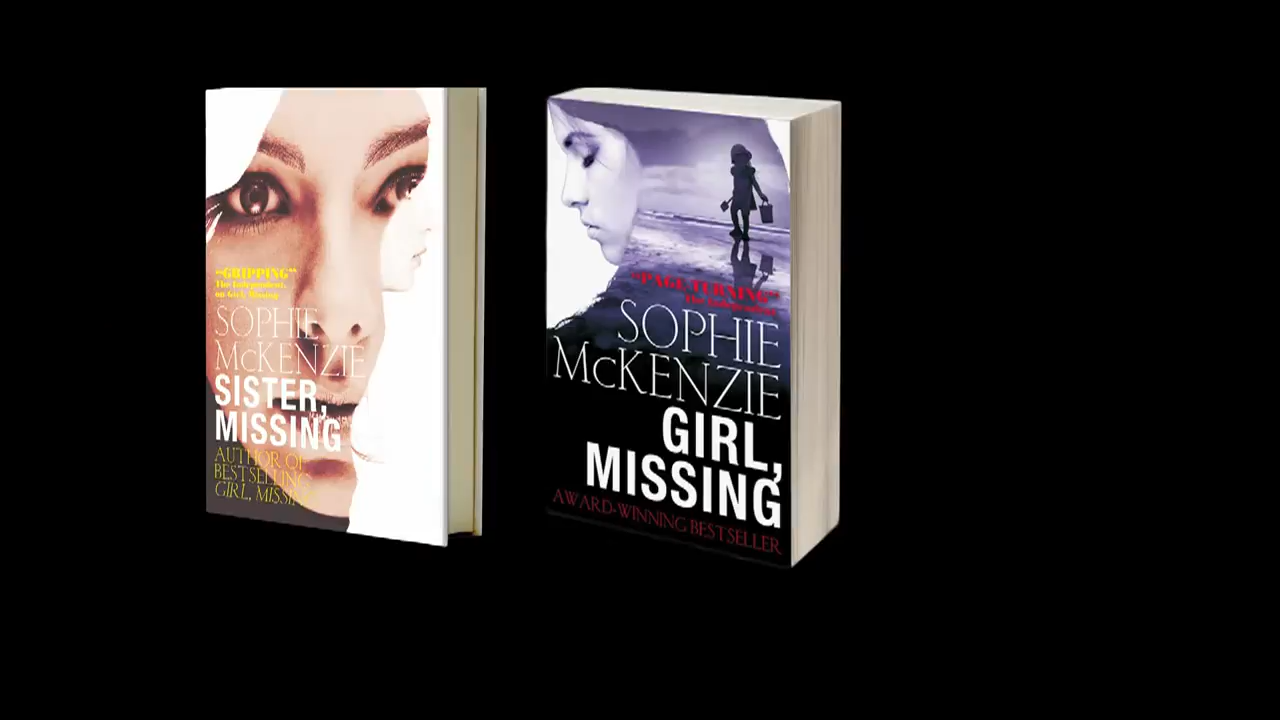 “GRIPPING”
The Independent,
on Girl, Missing
SOPHIE
McKENZIE
SISTER,
MISSING
AUTHOR OF
BESTSELLING
GIRL, MISSING
“PAGE TURNING”
The Independent
SOPHIE
McKENZIE
GIRL,
MISSING
AWARD-WINNING BESTSELLER